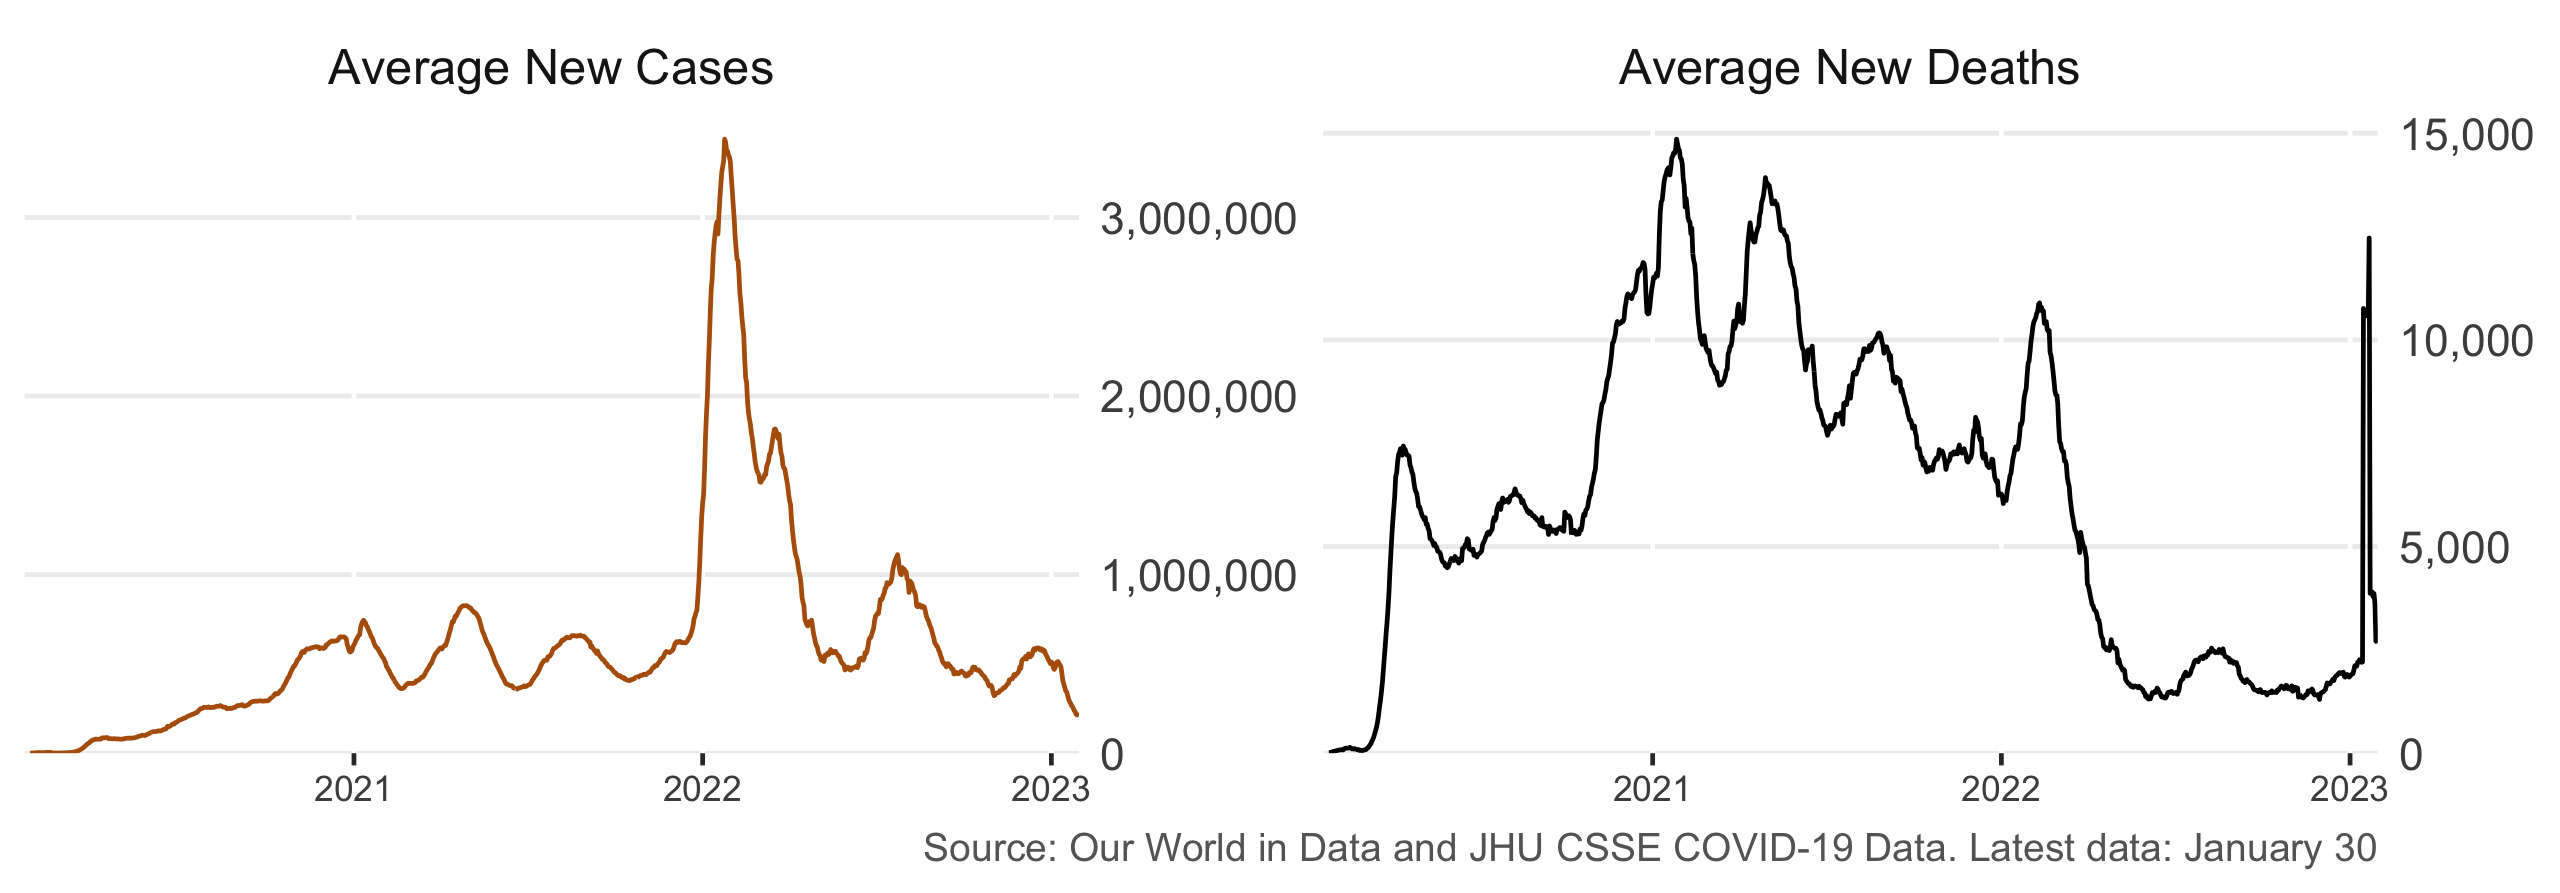 Average New Cases
3,000,000
2,000,000
1,000,000
0
2021 2022 2023
Average New Deaths
15,000
10,000
5,000
0
2021 2022 2023
Source: Our World in Data and JHU CSSE COVID-19 Data. Latest data: January 30